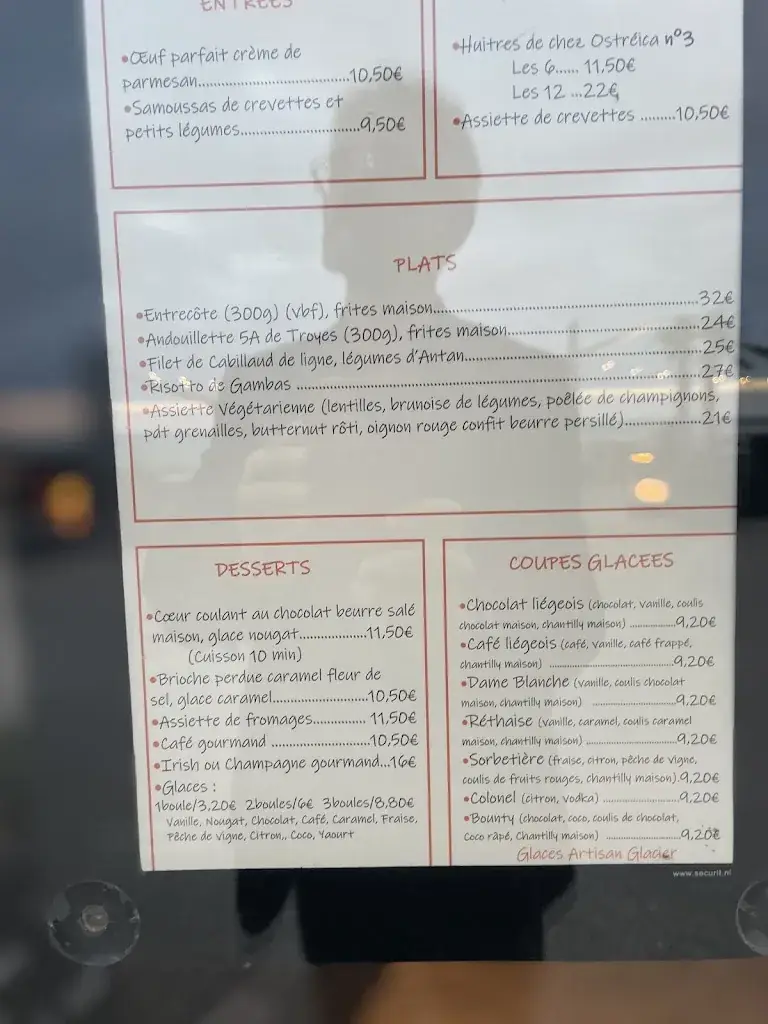 ENTREES
•Œuf parfait crème de
parmesan..............................10,50€
•Samoussas de crevettes et
petits légumes........................9,50€
•Huitres de chez Ostréica n°3
Les 6...... 11,50€
Les 12 ...22€
•Assiette de crevettes .........10,50€
PLATS
•Entrecôte (300g) (vbf), frites maison...............................................................32€
•Andouillette 5A de Troyes (300g), frites maison..............................................24€
•Filet de Cabillaud de ligne, légumes d'Antan........................................................25€
•Risotto de Gambas ...............................................................................................27€
•Assiette Végétarienne (lentilles, brunoise de légumes, poêlée de champignons,
pdt grenailles, butternut rôti, oignon rouge confit beurre persillé)...................21€
DESSERTS
•Cœur coulant au chocolat beurre salé
maison, glace nougat..................11,50€
(Cuisson 10 min)
•Brioche perdue caramel fleur de
sel, glace caramel.........................10,50€
•Assiette de fromages.............. 11,50€
•Café gourmand ..........................10,50€
•Irish ou Champagne gourmand...16€
•Glaces :
1boule/3,20€ 2boules/6€ 3boules/8,80€
Vanille, Nougat, Chocolat, Café, Caramel, Fraise,
Pêche de vigne, Citron,, Coco, Yaourt
COUPES GLACEES
•Chocolat liégeois (chocolat, vanille, coulis
chocolat maison, chantilly maison) .............9,20€
•Café liégeois (café, vanille, café frappé,
chantilly maison) ...................................9,20€
•Dame Blanche (vanille, coulis chocolat
maison, chantilly maison) .......................9,20€
•Réthaise (vanille, caramel, coulis caramel
maison, chantilly maison) .........................9,20€
•Sorbetière (fraise, citron, pêche de vigne,
coulis de fruits rouges, chantilly maison).9,20€
•Colonel (citron, vodka) .....................9,20€
•Bounty (chocolat, coco, coulis de chocolat,
Coco râpé, Chantilly maison) .....................9,20€
Glaces Artisan Glacier
www.securit.nl